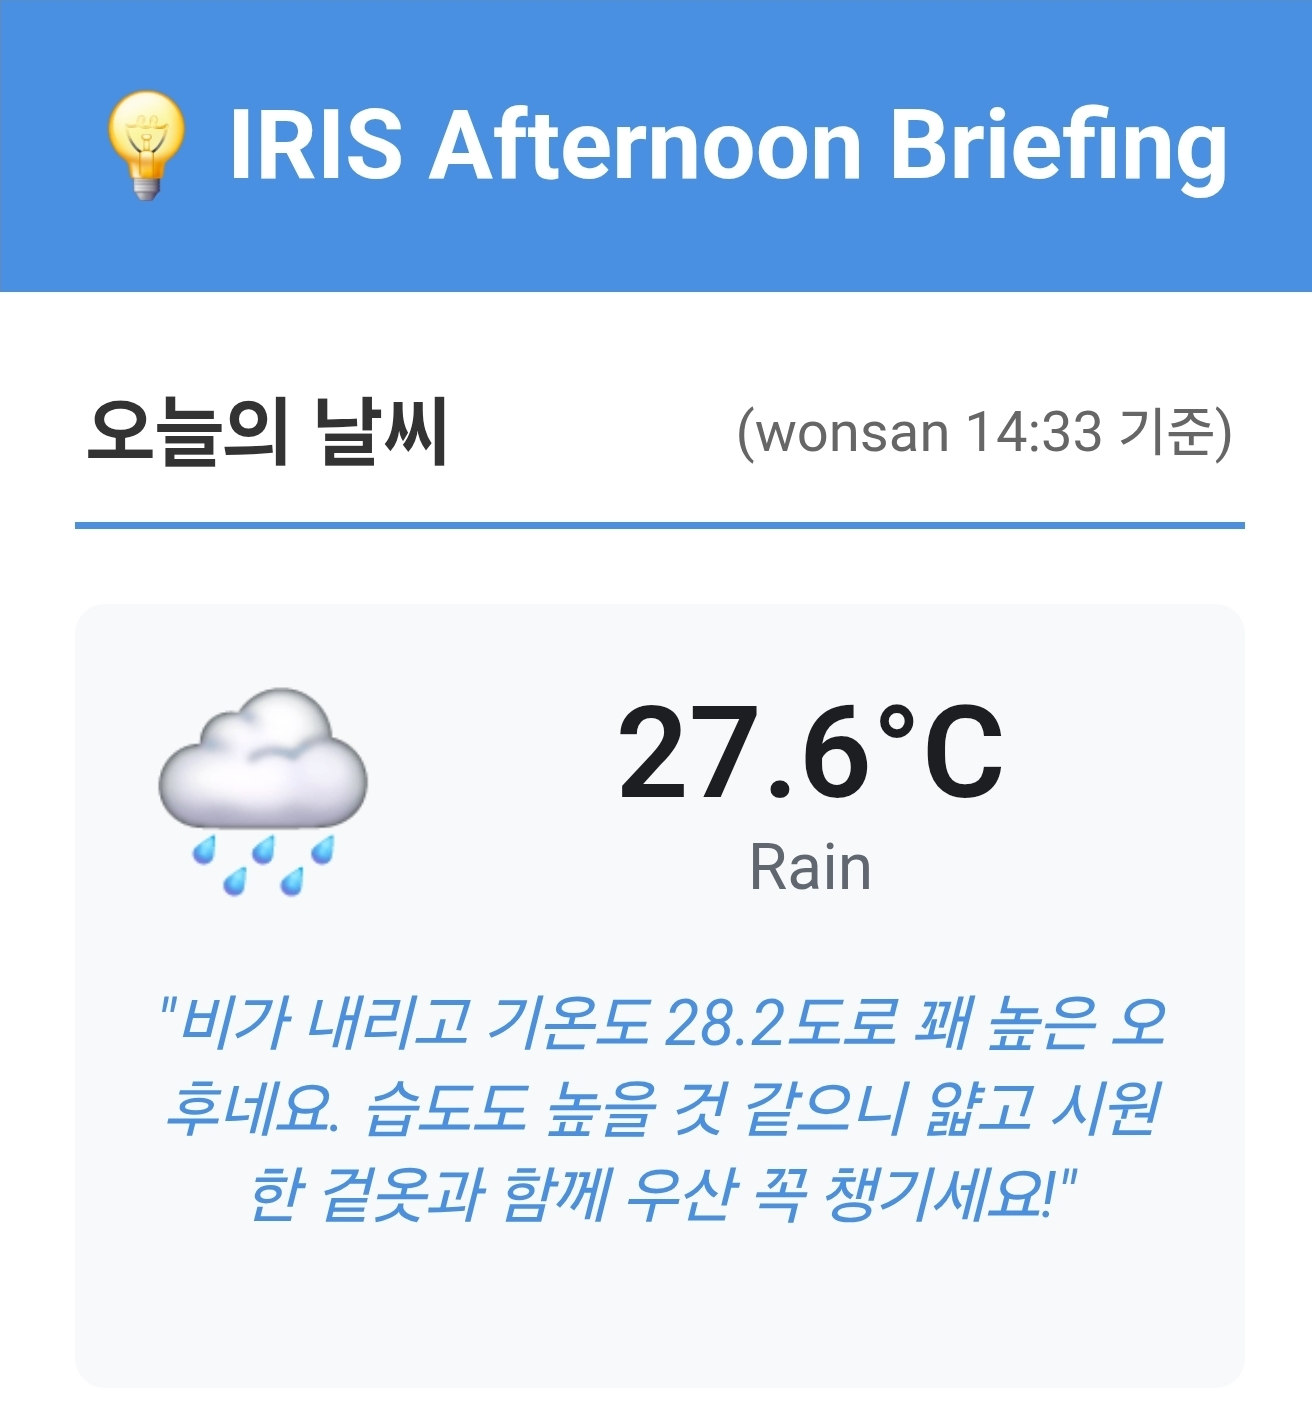 IRIS Afternoon Briefing
오늘의 날씨 (wonsan 14:33 기준)
27.6°C
Rain
"비가 내리고 기온도 28.2도로 꽤 높은 오
후네요. 습도도 높을 것 같으니 얇고 시원
한 겉옷과 함께 우산 꼭 챙기세요!"